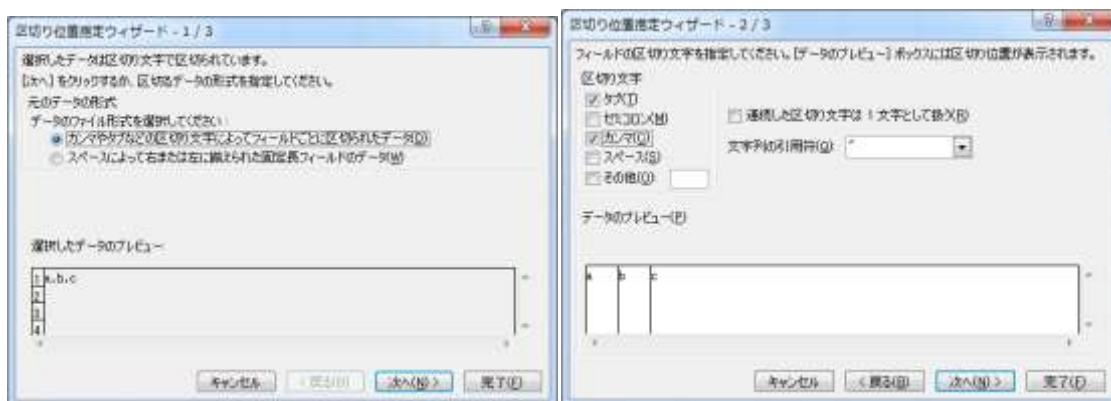 区切り位置指定ウィザード - 1 / 3
選択したデータは区切り文字で区切られています。
[次へ] をクリックするか、区切るデータの形式を指定してください。
元のデータの形式
データのファイル形式を選択してください:
カンマやタブなどの区切り文字によってフィールドごとに区切られたデータ(D)
スペースによって右または左に揃えられた固定長フィールドのデータ(W)
選択したデータのプレビュー
1 a,b,c
2
3
4
キャンセル
< 戻る(B)
次へ(N) >
完了(F)
区切り位置指定ウィザード - 2 / 3
フィールドの区切り文字を指定してください。[データのプレビュー] ボックスには区切り位置が表示されます。
区切り文字
タブ(T)
セミコロン(M)
カンマ(C)
スペース(S)
その他(O)
連続した区切り文字は 1 文字として扱う(R)
文字列の引用符(Q): "
データのプレビュー(P)
a b c
キャンセル
< 戻る(B)
次へ(N) >
完了(F)